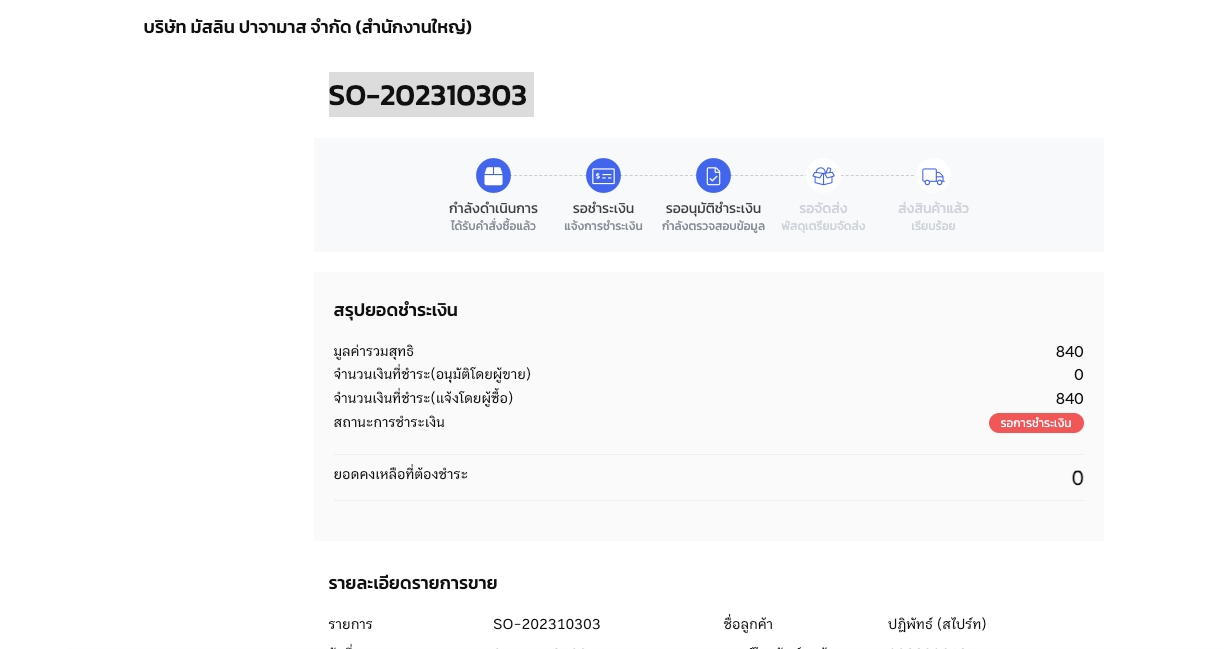 บริษัท มัสลิน ปาจามาส จำกัด (สำนักงานใหญ่)
SO-202310303
กำลังดำเนินการ รอชำระเงิน รออนุมัติชำระเงิน รอจัดส่ง ส่งสินค้าแล้ว
ได้รับคำสั่งซื้อแล้ว แจ้งการชำระเงิน กำลังตรวจสอบข้อมูล พัสดุเตรียมจัดส่ง เรียบร้อย
สรุปยอดชำระเงิน
มูลค่ารวมสุทธิ 840
จำนวนเงินที่ชำระ(อนุมัติโดยผู้ขาย) 0
จำนวนเงินที่ชำระ(แจ้งโดยผู้ซื้อ) 840
สถานะการชำระเงิน รอการชำระเงิน
ยอดคงเหลือที่ต้องชำระ 0
รายละเอียดรายการขาย
รายการ SO-202310303 ชื่อลูกค้า ปฏิพัทธ์ (สไปร์ท)